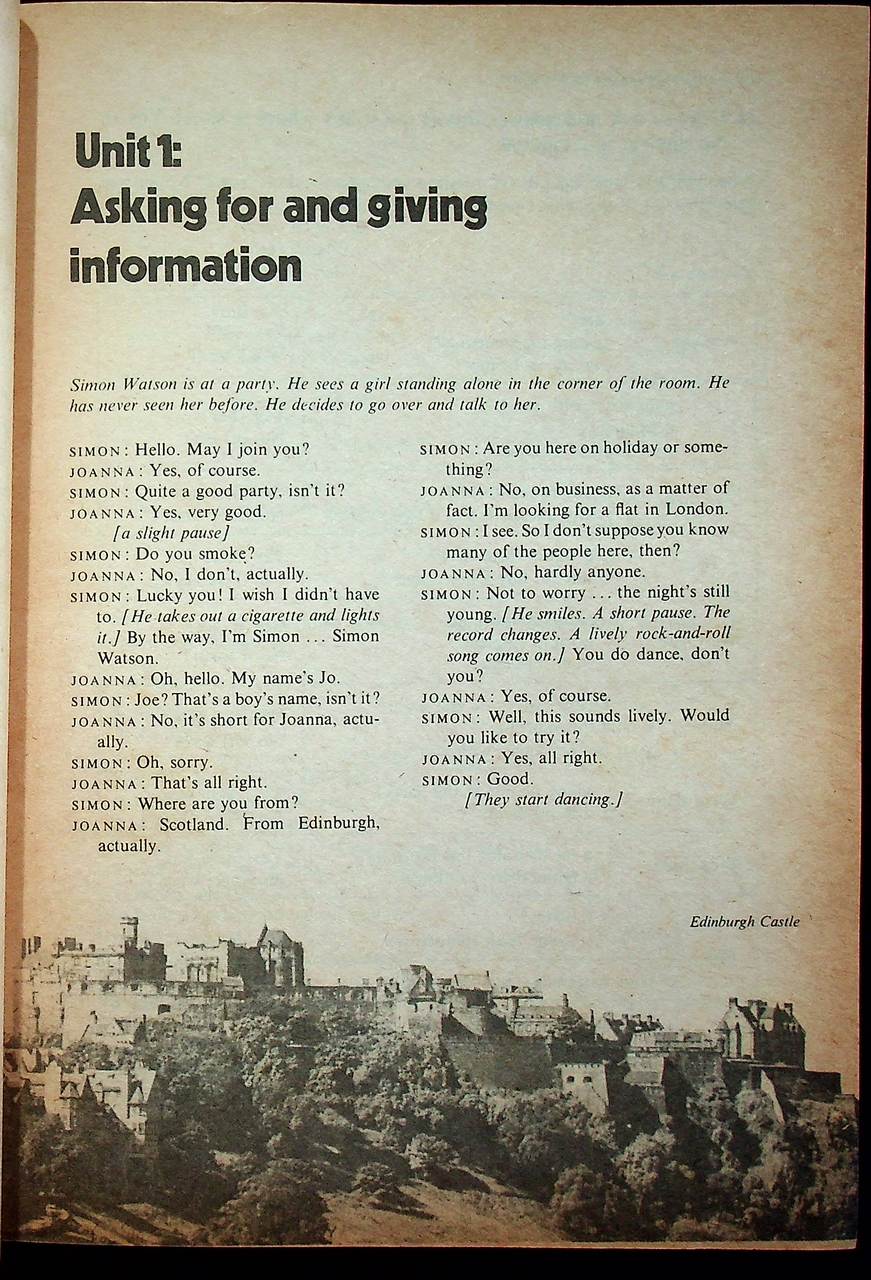 Unit 1:
Asking for and giving
information
Simon Watson is at a party. He sees a girl standing alone in the corner of the room. He
has never seen her before. He decides to go over and talk to her.
SIMON: Hello. May I join you?
JOANNA: Yes, of course.
SIMON: Quite a good party, isn't it?
JOANNA: Yes, very good.
[a slight pause]
SIMON: Do you smoke?
JOANNA: No, I don't, actually.
SIMON: Lucky you! I wish I didn't have
to. [He takes out a cigarette and lights
it.] By the way, I'm Simon ... Simon
Watson.
JOANNA: Oh, hello. My name's Jo.
SIMON: Joe? That's a boy's name, isn't it?
JOANNA: No, it's short for Joanna, actu-
ally.
SIMON: Oh, sorry.
JOANNA: That's all right.
SIMON: Where are you from?
JOANNA: Scotland. From Edinburgh,
actually.
SIMON: Are you here on holiday or some-
thing?
JOANNA: No, on business, as a matter of
fact. I'm looking for a flat in London.
SIMON: I see. So I don't suppose you know
many of the people here, then?
JOANNA: No, hardly anyone.
SIMON: Not to worry ... the night's still
young. [He smiles. A short pause. The
record changes. A lively rock-and-roll
song comes on.] You do dance, don't
you?
JOANNA: Yes, of course.
SIMON: Well, this sounds lively. Would
you like to try it?
JOANNA: Yes, all right.
SIMON: Good.
[They start dancing.]
Edinburgh Castle